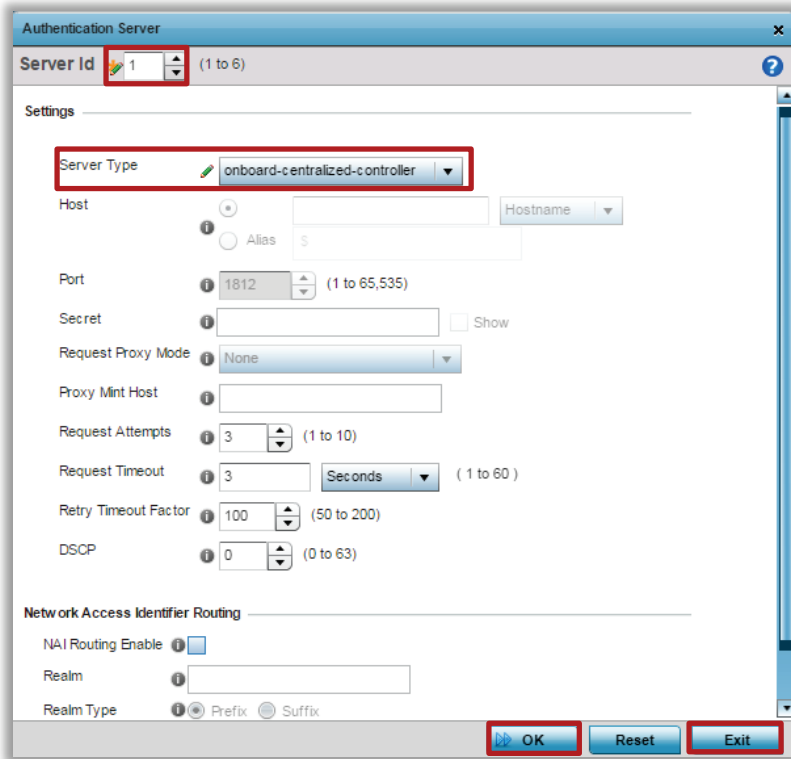 Authentication Server x
Server Id 1 (1 to 6) ?
Settings
Server Type onboard-centralized-controller
Host Hostname
Alias $
Port 1812 (1 to 65,535)
Secret Show
Request Proxy Mode None
Proxy Mint Host
Request Attempts 3 (1 to 10)
Request Timeout 3 Seconds ( 1 to 60 )
Retry Timeout Factor 100 (50 to 200)
DSCP 0 (0 to 63)
Network Access Identifier Routing
NAI Routing Enable
Realm
Realm Type Prefix Suffix
OK Reset Exit